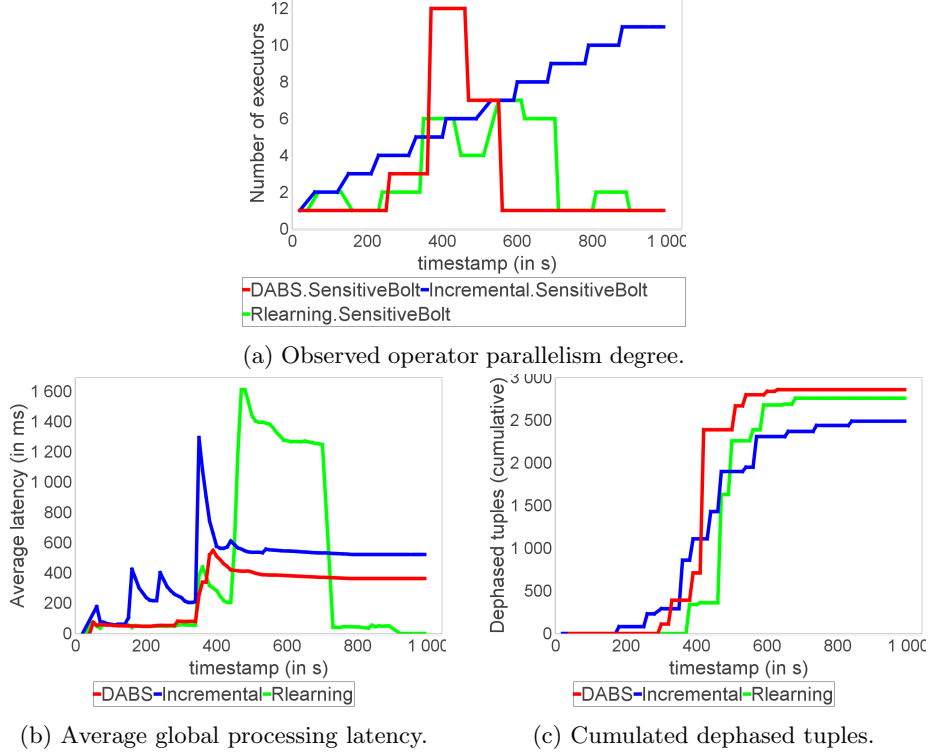 12
10
8
6
4
2
0
Number of executors
0 200 400 600 800 1 000
timestamp (in s)
DABS.SensitiveBolt Incremental.SensitiveBolt
Rlearning.SensitiveBolt
(a) Observed operator parallelism degree.
1 600
1 400
1 200
1 000
800
600
400
200
0
Average latency (in ms)
0 200 400 600 800 1 000
timestamp (in s)
DABS Incremental Rlearning
(b) Average global processing latency.
3 000
2 500
2 000
1 500
1 000
500
0
Dephased tuples (cumulative)
0 200 400 600 800 1 000
timestamp (in s)
DABS Incremental Rlearning
(c) Cumulated dephased tuples.